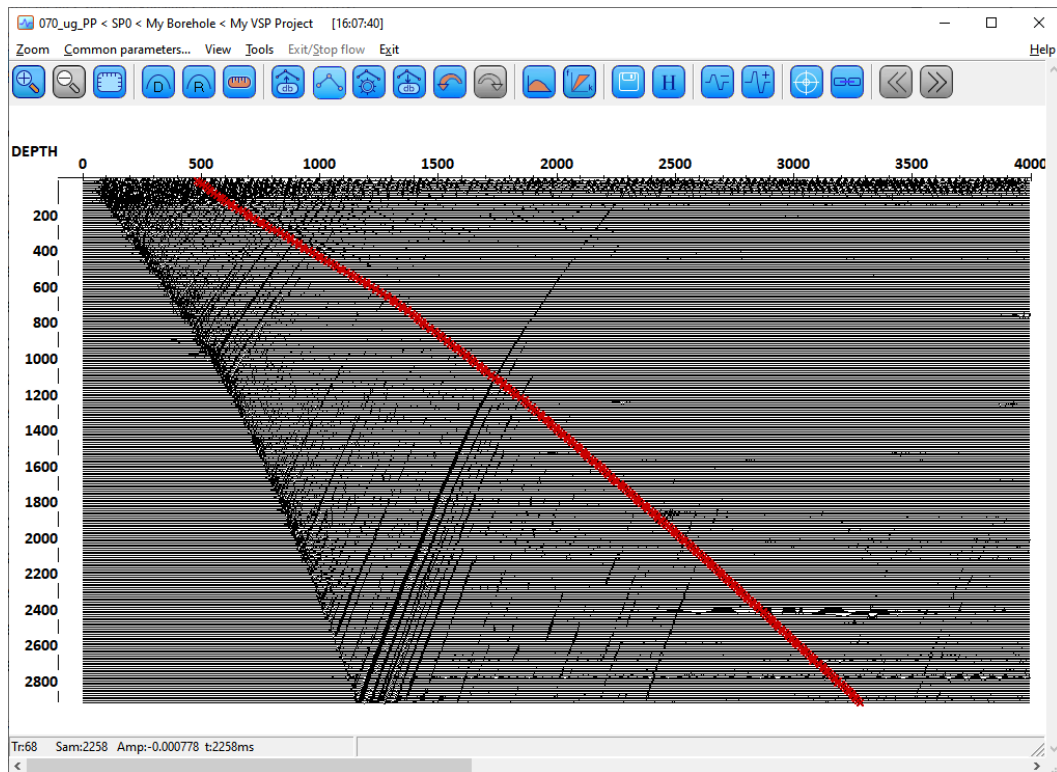 070_ug_PP < SP0 < My Borehole < My VSP Project [16:07:40]
Zoom Common parameters... View Tools Exit/Stop flow Exit Help
D R db db f k H
DEPTH
0 500 1000 1500 2000 2500 3000 3500 4000
200
400
600
800
1000
1200
1400
1600
1800
2000
2200
2400
2600
2800
Tr:68 Sam:2258 Amp:-0.000778 t:2258ms